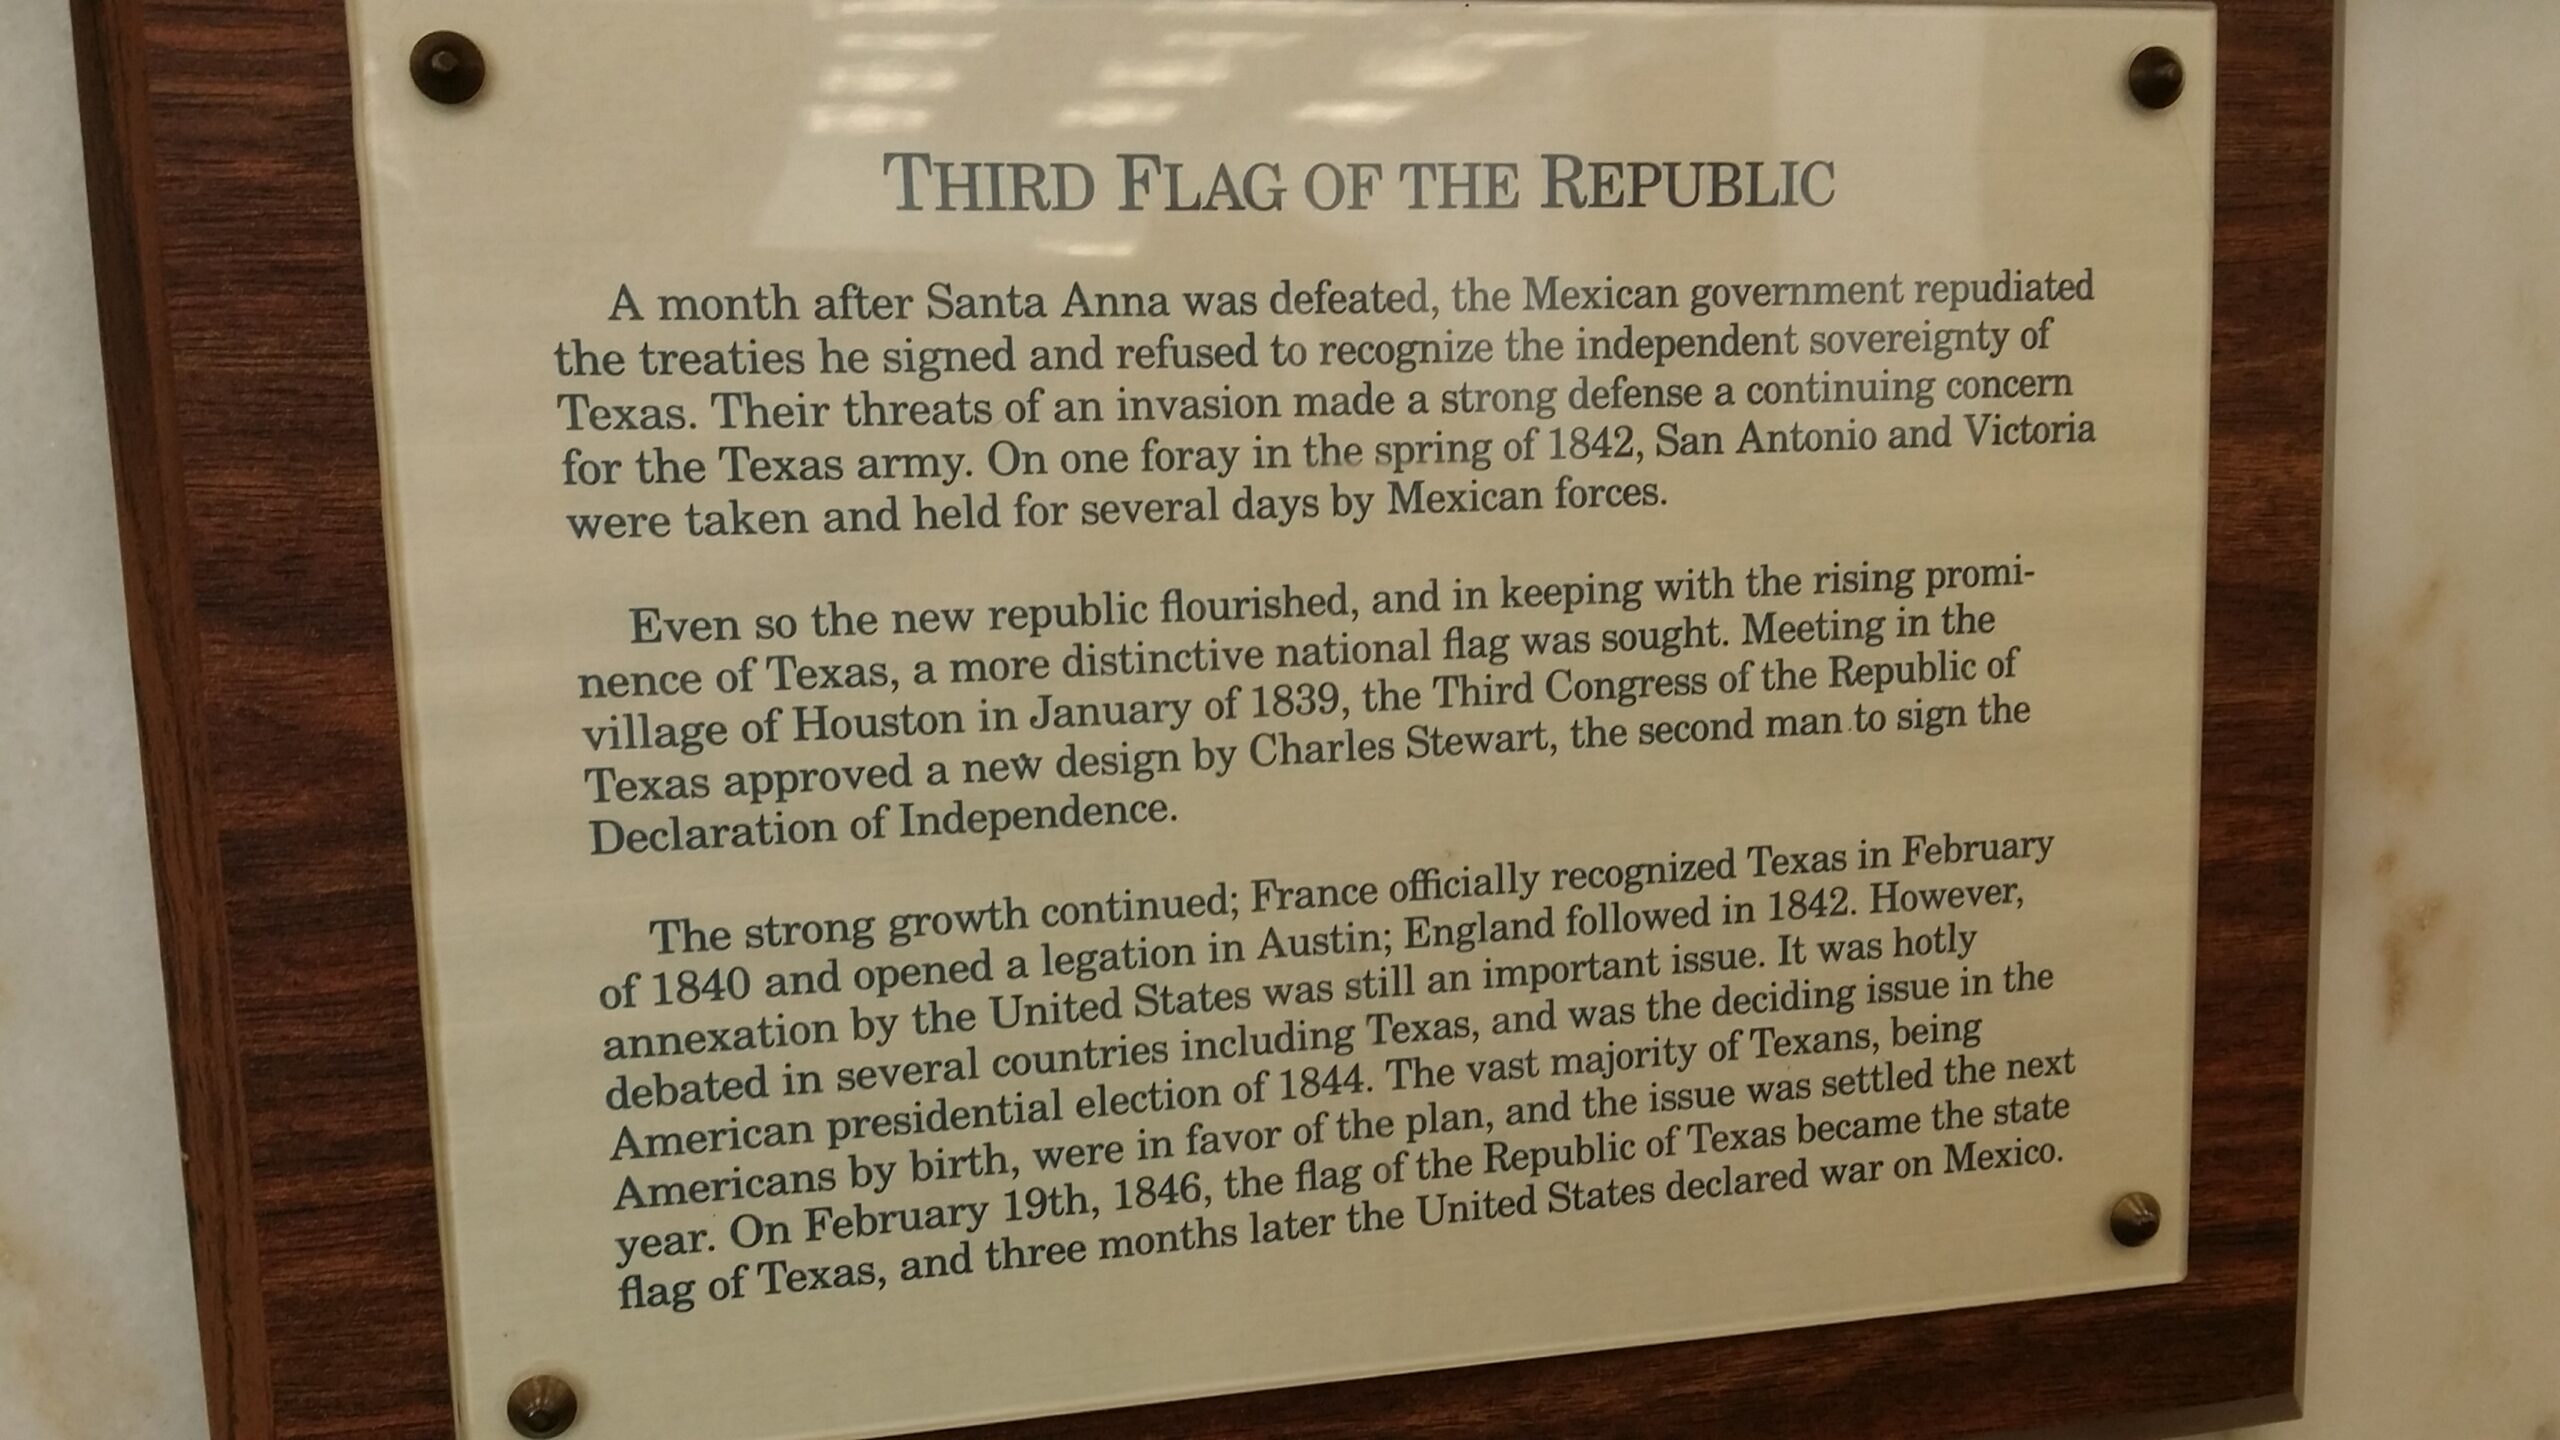 THIRD FLAG OF THE REPUBLIC
A month after Santa Anna was defeated, the Mexican government repudiated
the treaties he signed and refused to recognize the independent sovereignty of
Texas. Their threats of an invasion made a strong defense a continuing concern
for the Texas army. On one foray in the spring of 1842, San Antonio and Victoria
were taken and held for several days by Mexican forces.
Even so the new republic flourished, and in keeping with the rising promi-
nence of Texas, a more distinctive national flag was sought. Meeting in the
village of Houston in January of 1839, the Third Congress of the Republic of
Texas approved a new design by Charles Stewart, the second man to sign the
Declaration of Independence.
The strong growth continued; France officially recognized Texas in February
of 1840 and opened a legation in Austin; England followed in 1842. However,
annexation by the United States was still an important issue. It was hotly
debated in several countries including Texas, and was the deciding issue in the
American presidential election of 1844. The vast majority of Texans, being
Americans by birth, were in favor of the plan, and the issue was settled the next
year. On February 19th, 1846, the flag of the Republic of Texas became the state
flag of Texas, and three months later the United States declared war on Mexico.